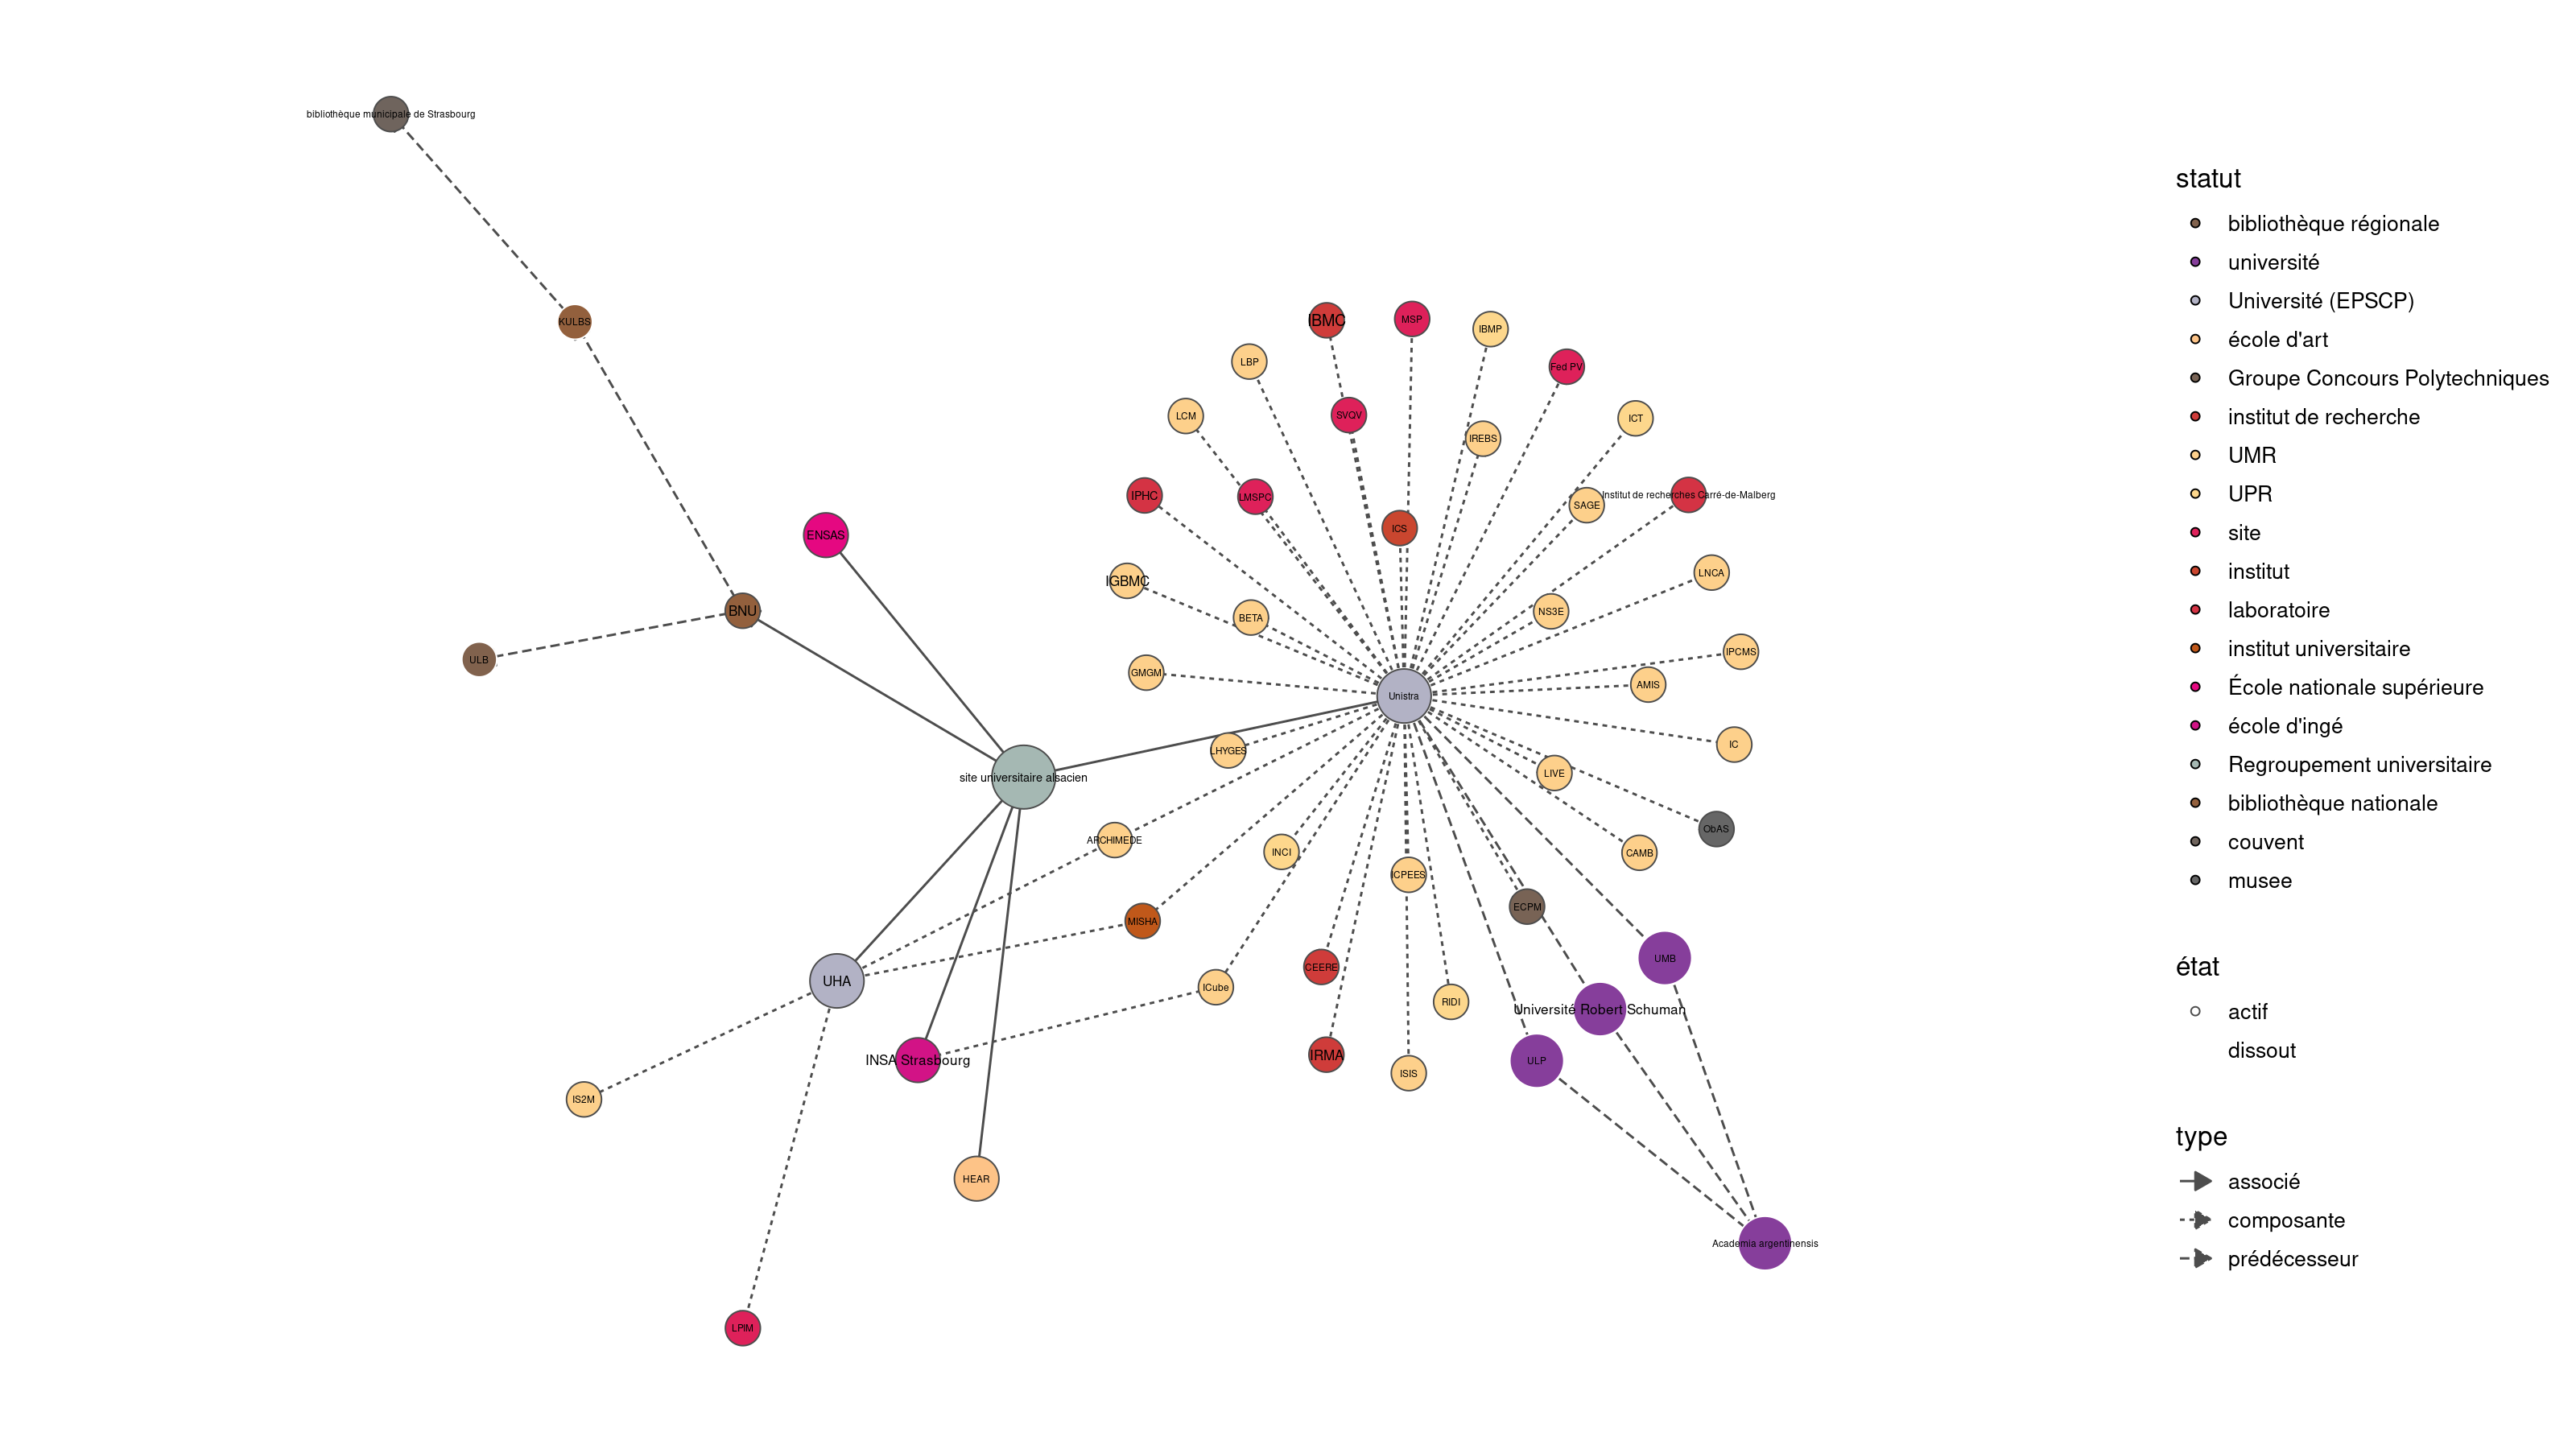 bibliothèque municipale de Strasbourg
KULBS
ENSAS
BNU
ULB
site universitaire alsacien
UHA
INSA Strasbourg
IS2M
HEAR
LPIM
IBMC
MSP
IBMP
LBP
Fed PV
LCM
SVQV
ICT
IREBS
IPHC
LMSPC
SAGE
Institut de recherches Carré-de-Malberg
ICS
IGBMC
LNCA
BETA
NS3E
GMGM
IPCMS
AMIS
Unistra
LHYGES
IC
LIVE
ARCHIMEDE
INCI
ObAS
CAMB
ICPEES
MISHA
ECPM
ICube
CEERE
UMB
RIDI
Université Robert Schuman
IRMA
ISIS
ULP
Academia argentinensis
statut
bibliothèque régionale
université
Université (EPSCP)
école d'art
Groupe Concours Polytechniques
institut de recherche
UMR
UPR
site
institut
laboratoire
institut universitaire
École nationale supérieure
école d'ingé
Regroupement universitaire
bibliothèque nationale
couvent
musee
état
actif
dissout
type
associé
composante
prédécesseur